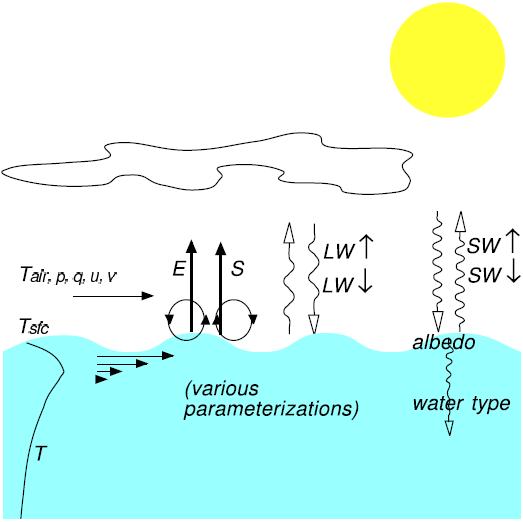 E
S
LW ↑
LW ↓
SW ↑
SW ↓
Tair, p, q, u, v
Tsfc
albedo
(various
parameterizations)
water type
T